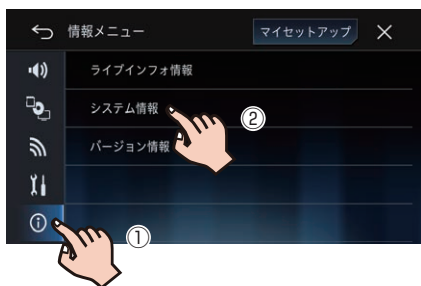 情報メニュー
マイセットアップ
ライブインフォ情報
システム情報
②
バージョン情報
①